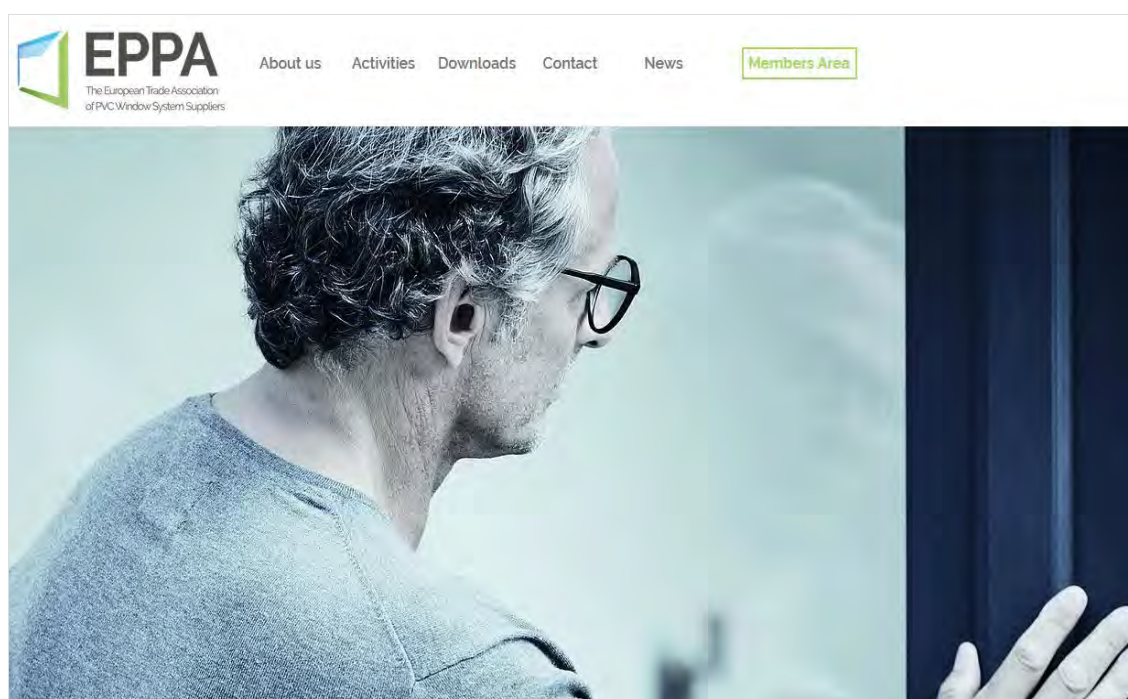 EPPA
The European Trade Association
of PVC Window System Suppliers
About us Activities Downloads Contact News Members Area